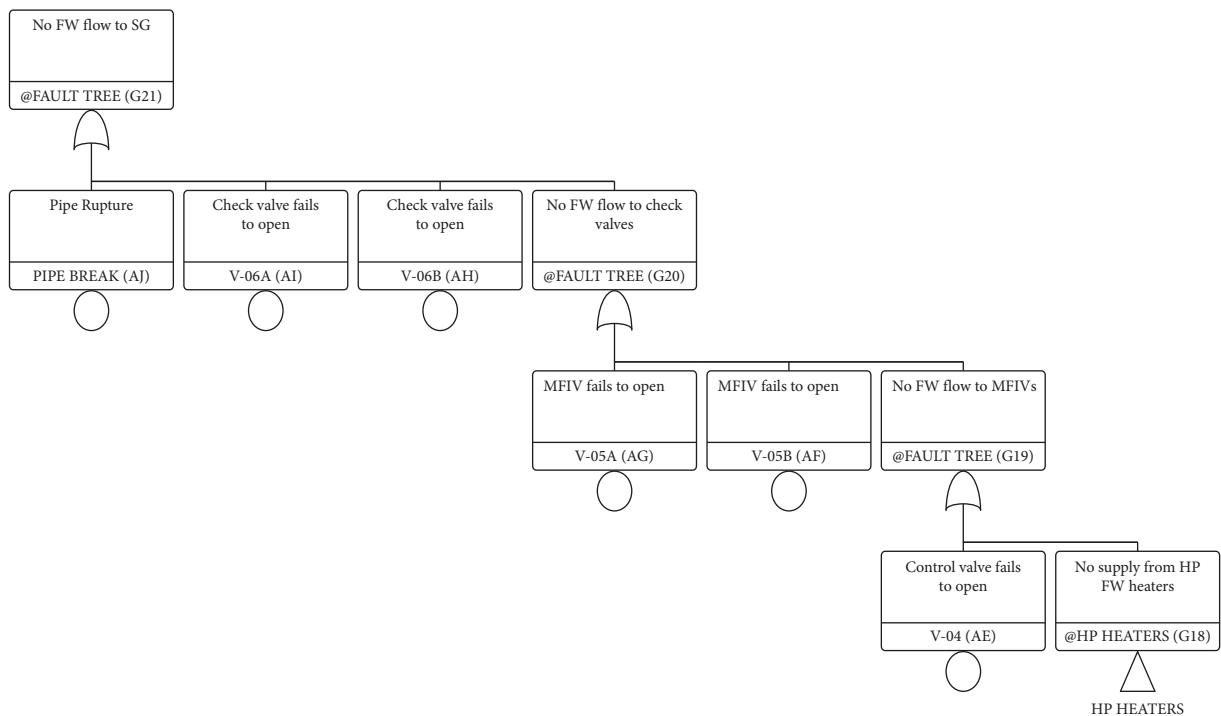 No FW flow to SG
@FAULT TREE (G21)
Pipe Rupture
PIPE BREAK (AJ)
Check valve fails
to open
V-06A (AI)
Check valve fails
to open
V-06B (AH)
No FW flow to check
valves
@FAULT TREE (G20)
MFIV fails to open
V-05A (AG)
MFIV fails to open
V-05B (AF)
No FW flow to MFIVs
@FAULT TREE (G19)
Control valve fails
to open
V-04 (AE)
No supply from HP
FW heaters
@HP HEATERS (G18)
HP HEATERS